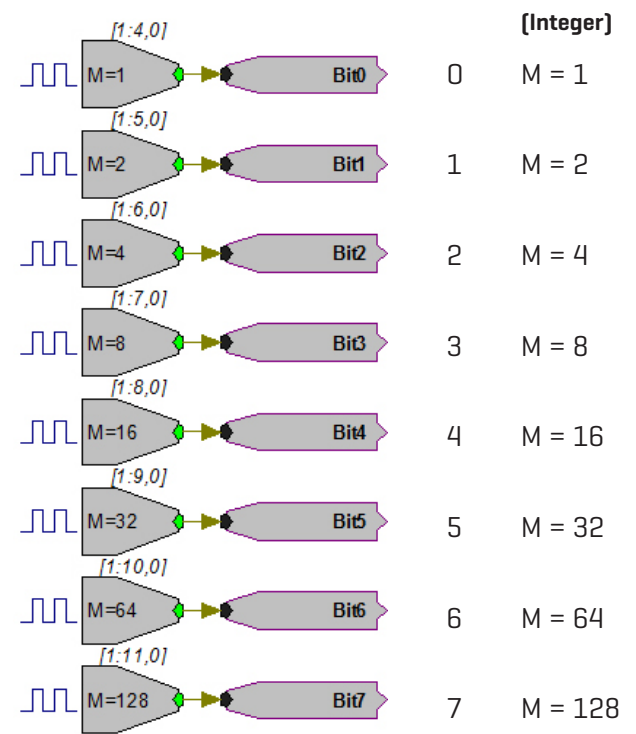 (Integer)
[1:4,0]
M=1 Bit0 0 M = 1
[1:5,0]
M=2 Bit1 1 M = 2
[1:6,0]
M=4 Bit2 2 M = 4
[1:7,0]
M=8 Bit3 3 M = 8
[1:8,0]
M=16 Bit4 4 M = 16
[1:9,0]
M=32 Bit5 5 M = 32
[1:10,0]
M=64 Bit6 6 M = 64
[1:11,0]
M=128 Bit7 7 M = 128